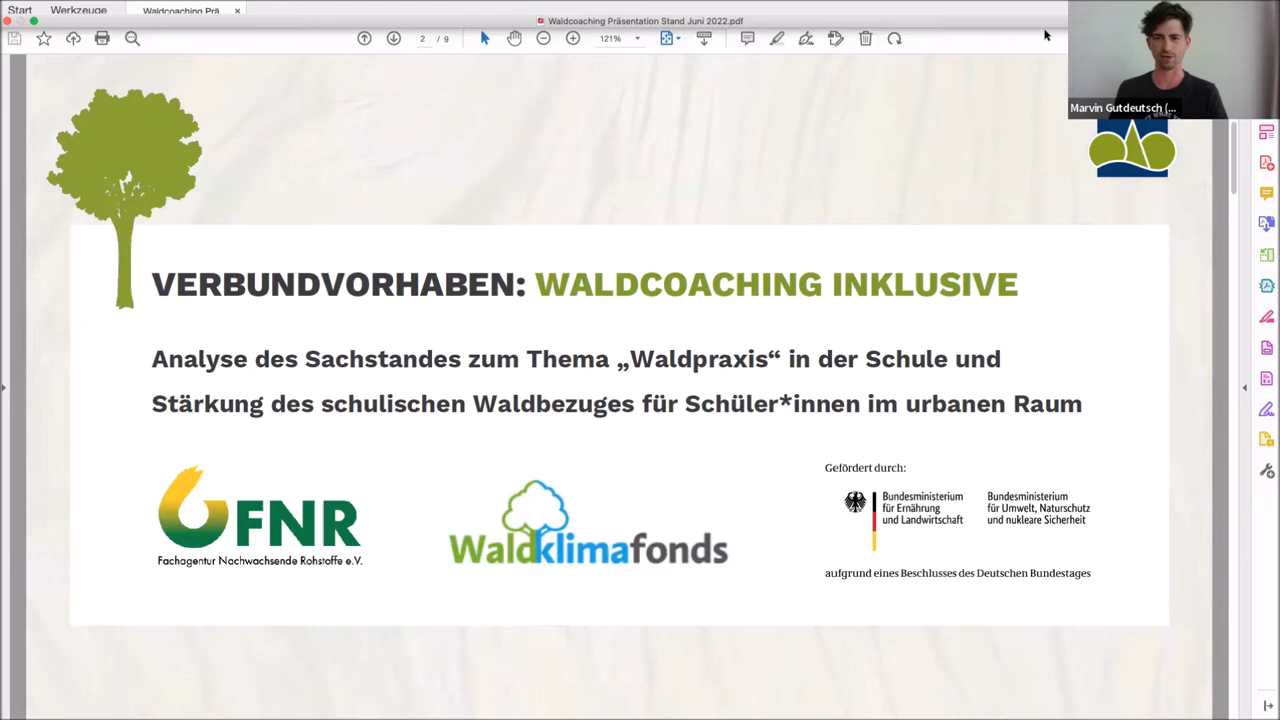 Start
Werkzeuge
Waldcoaching Prä...
×
Waldcoaching Präsentation Stand Juni 2022.pdf
2 / 9
121%
Marvin Gutdeutsch (...
VERBUNDVORHABEN: WALDCOACHING INKLUSIVE
Analyse des Sachstandes zum Thema „Waldpraxis“ in der Schule und
Stärkung des schulischen Waldbezuges für Schüler*innen im urbanen Raum
FNR
Fachagentur Nachwachsende Rohstoffe e.V.
Waldklimafonds
Gefördert durch:
Bundesministerium
für Ernährung
und Landwirtschaft
Bundesministerium
für Umwelt, Naturschutz
und nukleare Sicherheit
aufgrund eines Beschlusses des Deutschen Bundestages